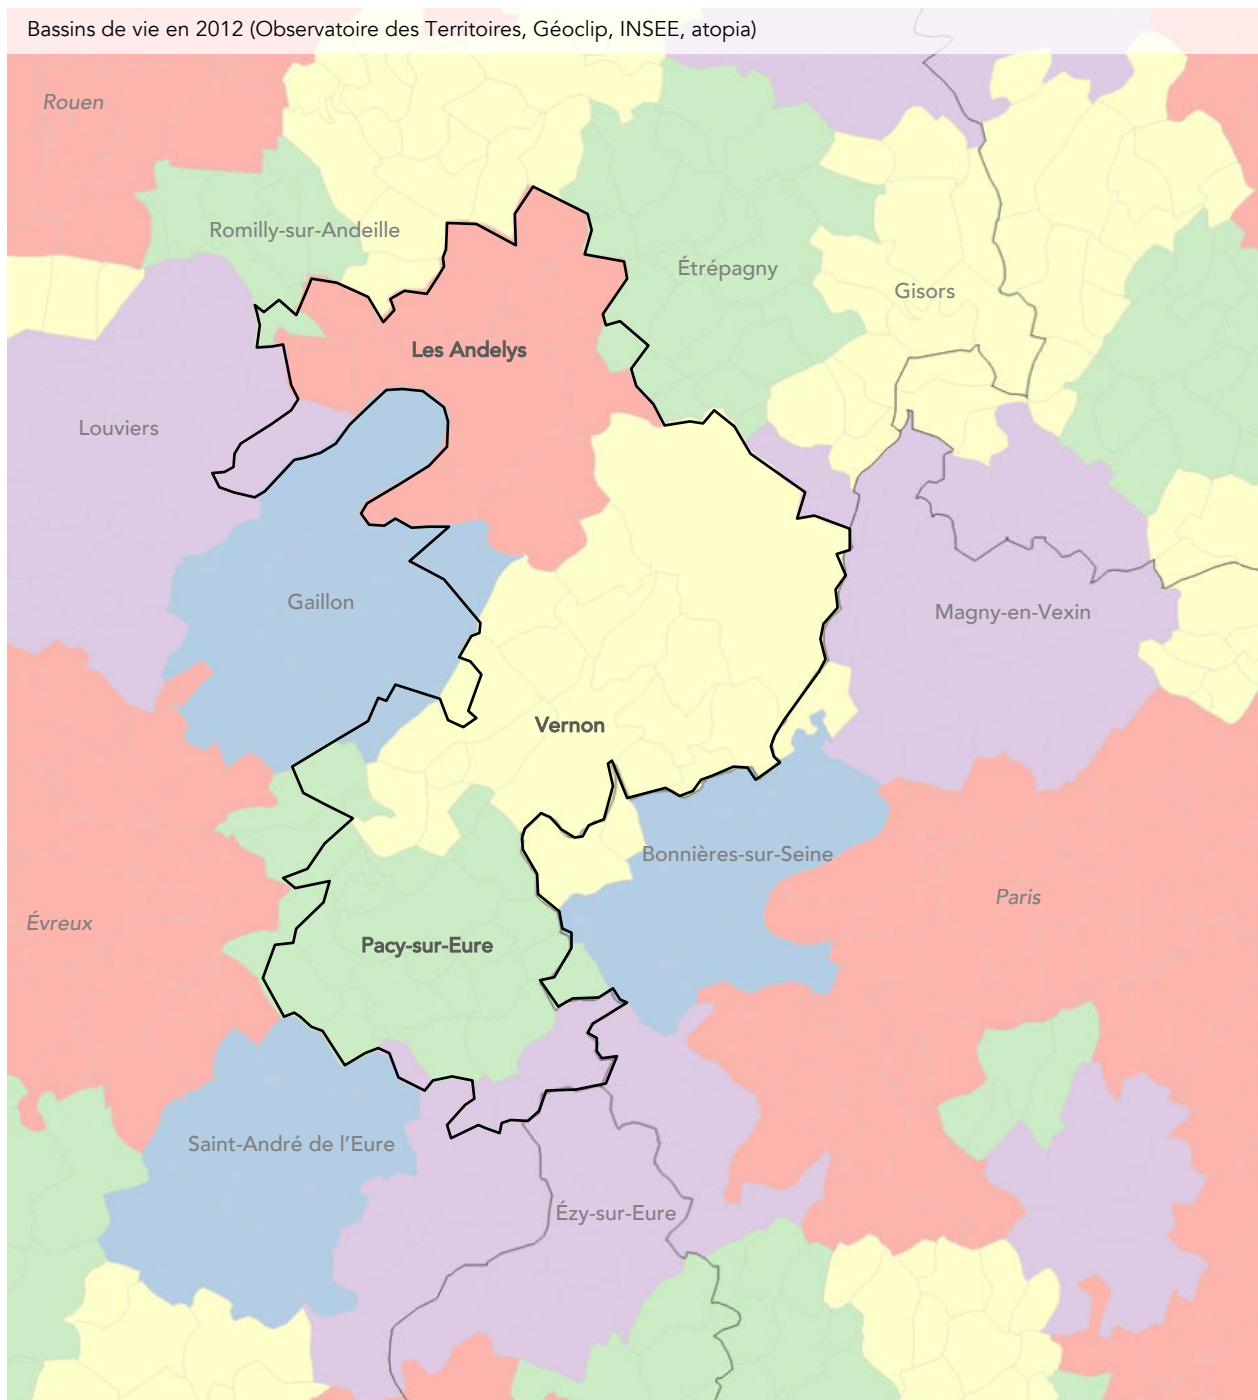 Bassins de vie en 2012 (Observatoire des Territoires, Géoclip, INSEE, atopia)
Rouen
Romilly-sur-Andeille
Étrépagny
Gisors
Les Andelys
Louviers
Gaillon
Magny-en-Vexin
Vernon
Bonnières-sur-Seine
Paris
Évreux
Pacy-sur-Eure
Saint-André de l'Eure
Ézy-sur-Eure